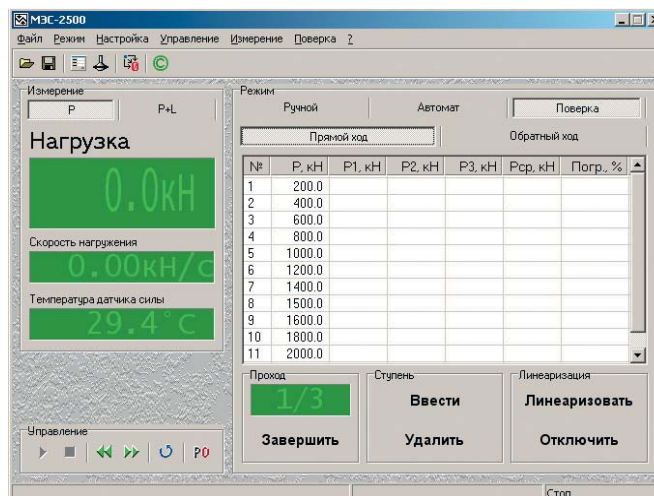 МЭС-2500
Файл Режим Настройка Управление Измерение Поверка ?
Измерение
P P+L
Нагрузка
0.0кН
Скорость нагружения
0.00кН/с
Температура датчика силы
29.4°C
Управление
P0
Режим
Ручной Автомат Поверка
Прямой ход Обратный ход
№ P, кН P1, кН P2, кН P3, кН Pср, кН Погр., %
1 200.0
2 400.0
3 600.0
4 800.0
5 1000.0
6 1200.0
7 1400.0
8 1500.0
9 1600.0
10 1800.0
11 2000.0
Проход
1/3
Завершить
Ступень
Ввести
Удалить
Линеаризация
Линеаризовать
Отключить
Стоп